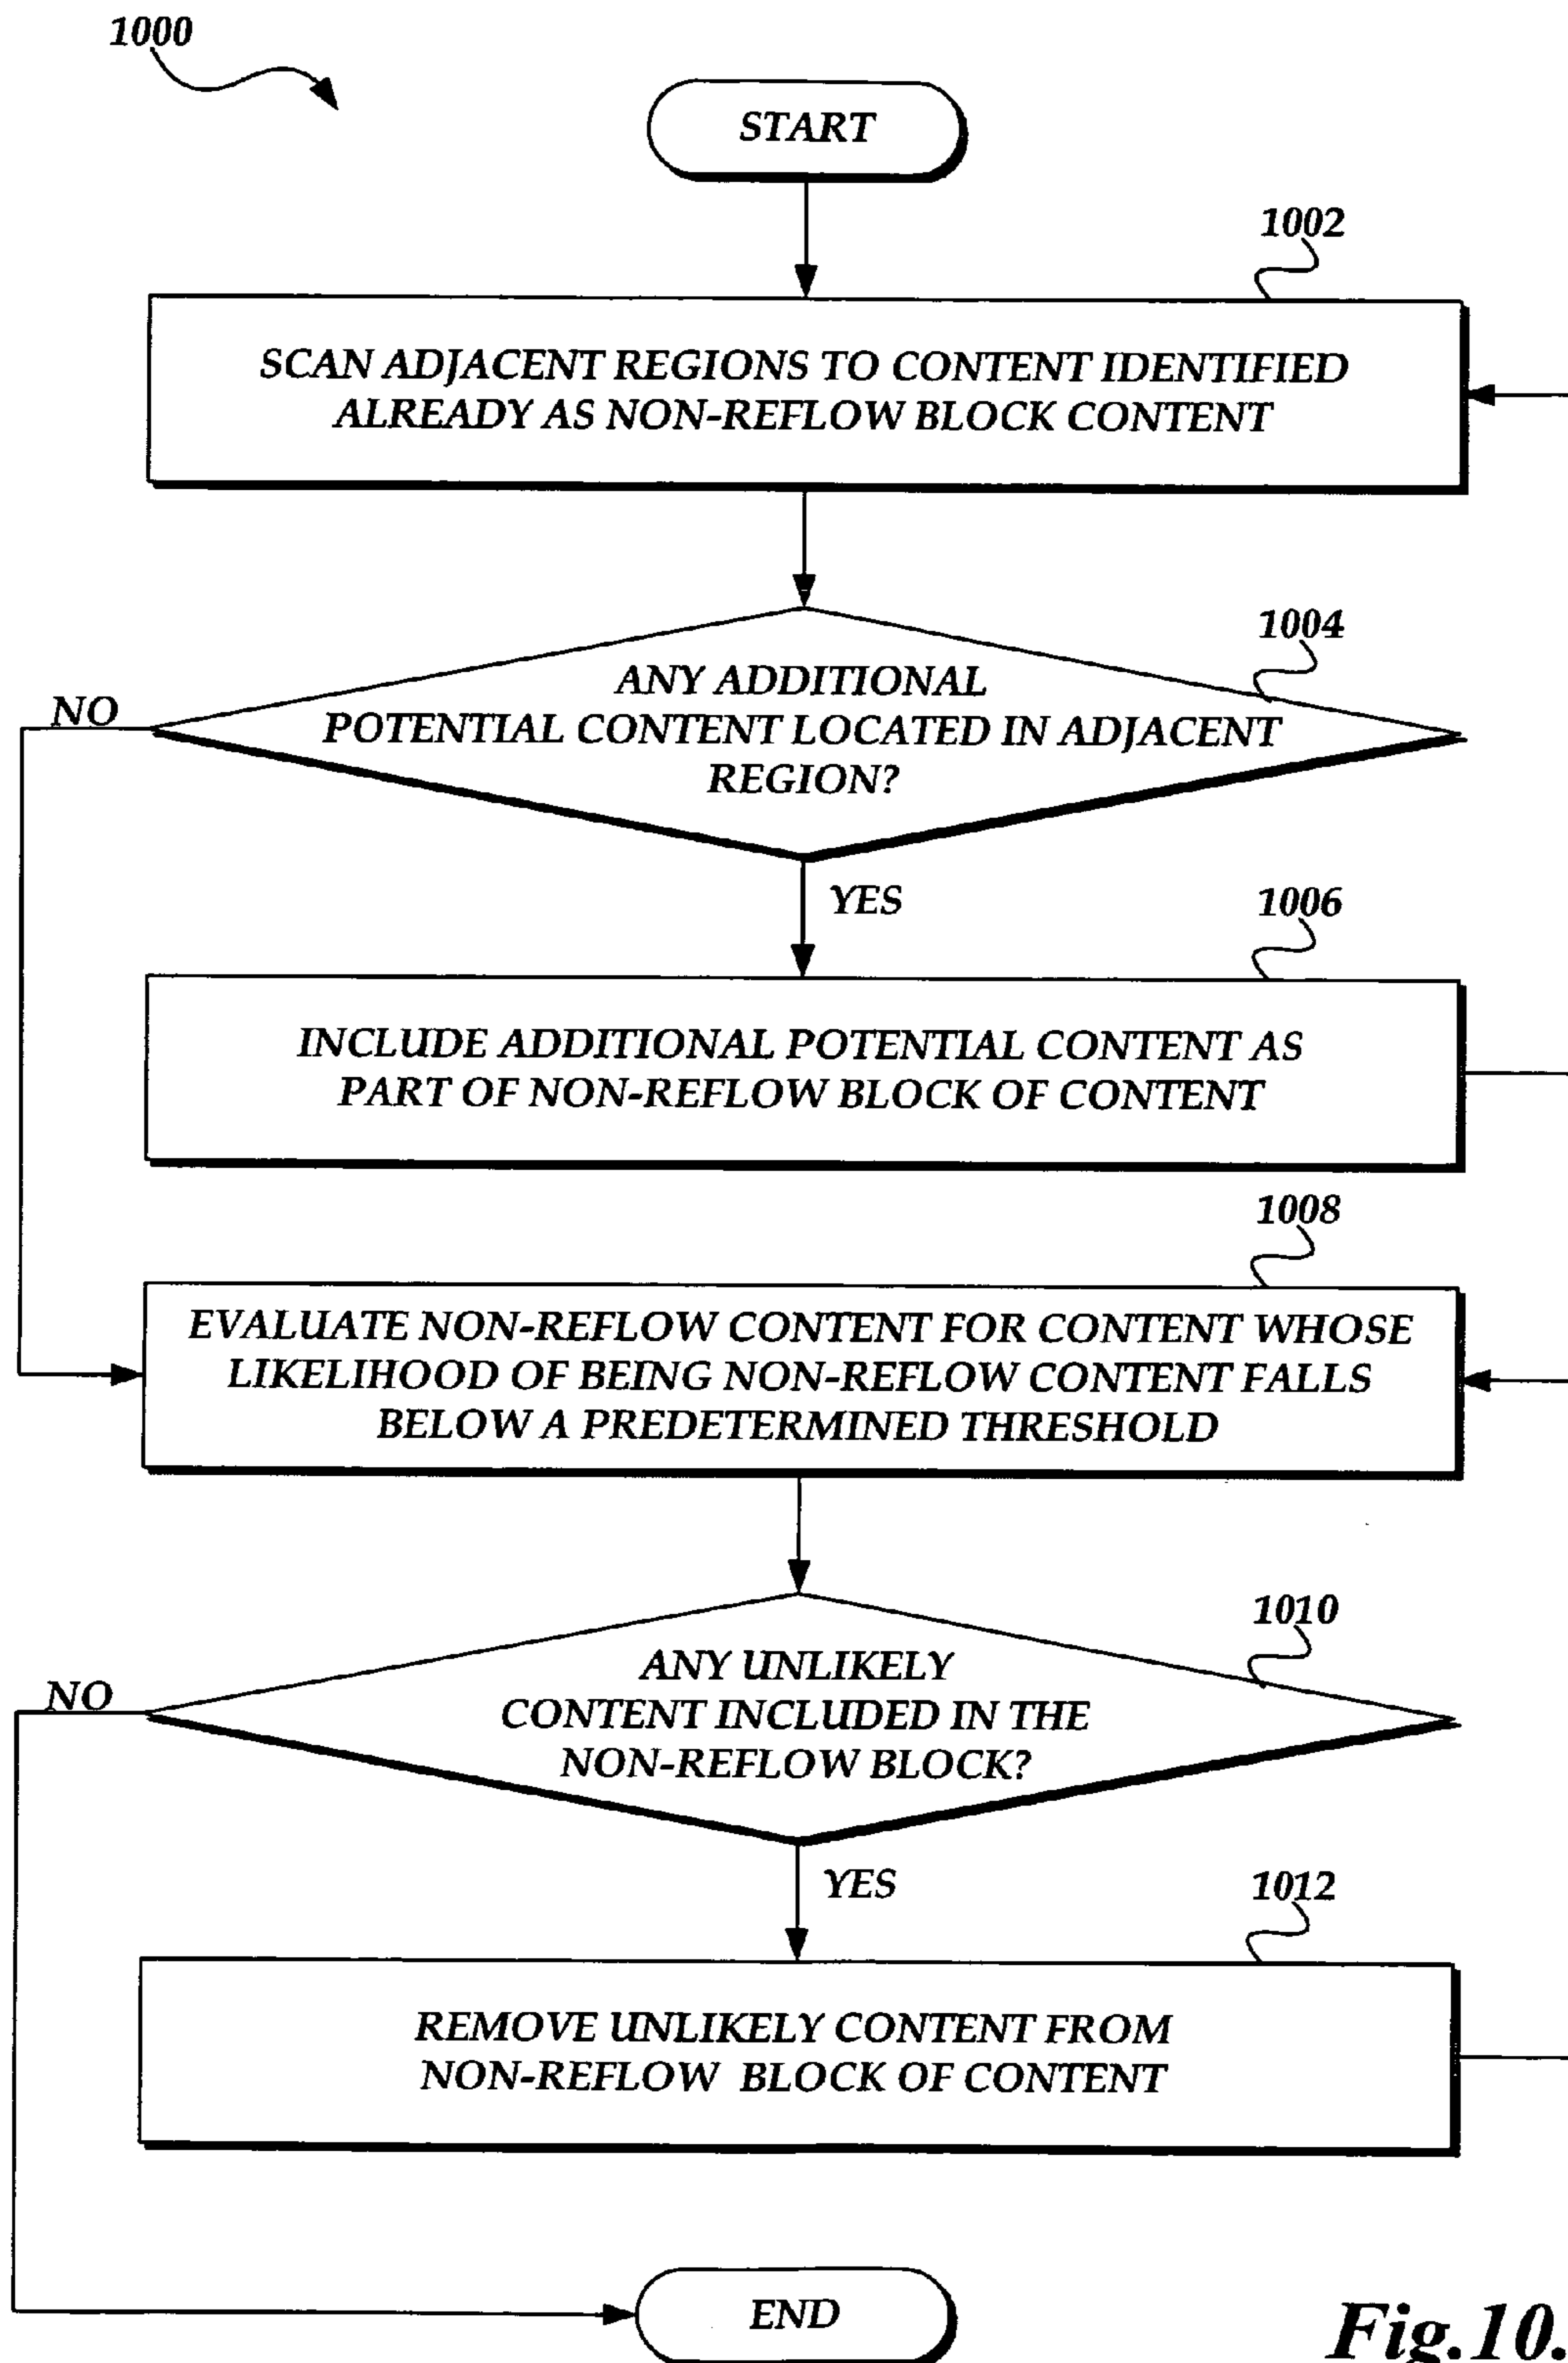 1000
START
1002
SCAN ADJACENT REGIONS TO CONTENT IDENTIFIED
ALREADY AS NON-REFLOW BLOCK CONTENT
1004
ANY ADDITIONAL
POTENTIAL CONTENT LOCATED IN ADJACENT
REGION?
NO
YES
1006
INCLUDE ADDITIONAL POTENTIAL CONTENT AS
PART OF NON-REFLOW BLOCK OF CONTENT
1008
EVALUATE NON-REFLOW CONTENT FOR CONTENT WHOSE
LIKELIHOOD OF BEING NON-REFLOW CONTENT FALLS
BELOW A PREDETERMINED THRESHOLD
1010
ANY UNLIKELY
CONTENT INCLUDED IN THE
NON-REFLOW BLOCK?
NO
YES
1012
REMOVE UNLIKELY CONTENT FROM
NON-REFLOW BLOCK OF CONTENT
END
Fig.10.